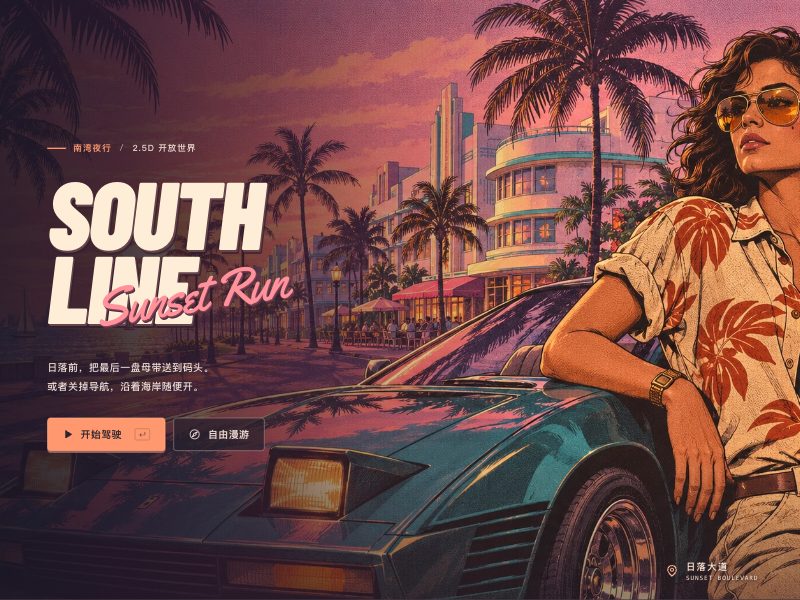 南湾夜行 / 2.5D 开放世界
SOUTH
LINE
Sunset Run
日落前，把最后一盘母带送到码头。
或者关掉导航，沿着海岸随便开。
开始驾驶 ↵
自由漫游
日落大道
SUNSET BOULEVARD